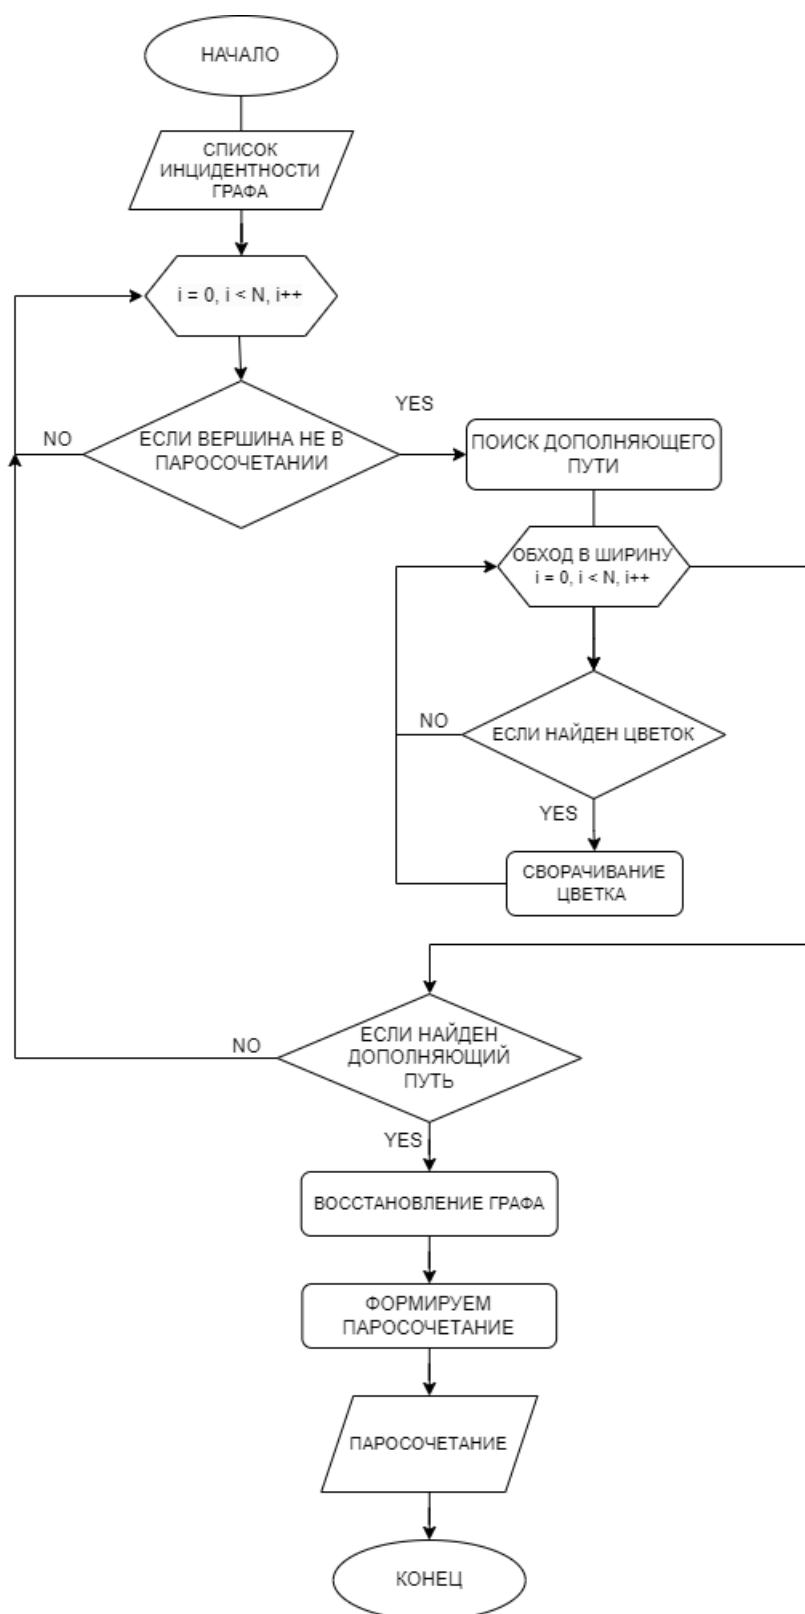 НАЧАЛО
СПИСОК
ИНЦИДЕНТНОСТИ
ГРАФА
i = 0, i < N, i++
YES
NO
ЕСЛИ ВЕРШИНА НЕ В
ПАРОСОЧЕТАНИИ
ПОИСК ДОПОЛНЯЮЩЕГО
ПУТИ
ОБХОД В ШИРИНУ
i = 0, i < N, i++
NO
ЕСЛИ НАЙДЕН ЦВЕТОК
YES
СВОРАЧИВАНИЕ
ЦВЕТКА
NO
ЕСЛИ НАЙДЕН
ДОПОЛНЯЮЩИЙ
ПУТЬ
YES
ВОССТАНОВЛЕНИЕ ГРАФА
ФОРМИРУЕМ
ПАРОСОЧЕТАНИЕ
ПАРОСОЧЕТАНИЕ
КОНЕЦ